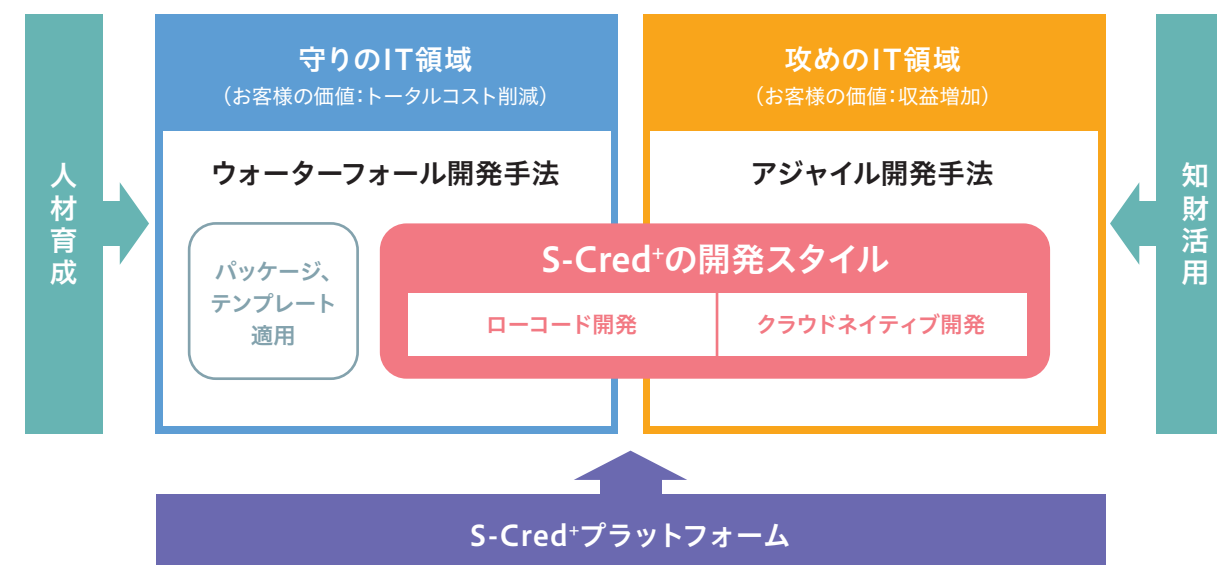 守りのIT領域
(お客様の価値:トータルコスト削減)
攻めのIT領域
(お客様の価値:収益増加)
人材育成
ウォーターフォール開発手法
アジャイル開発手法
知財活用
パッケージ、
テンプレート
適用
S-Cred⁺の開発スタイル
ローコード開発
クラウドネイティブ開発
S-Cred⁺プラットフォーム